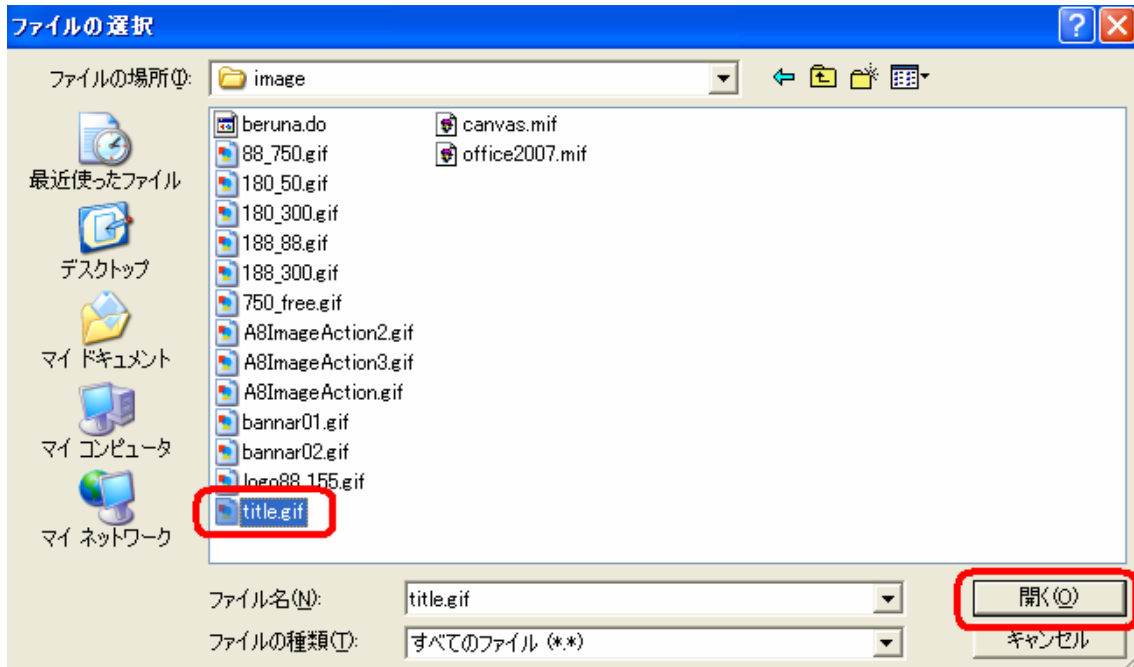 ファイルの選択
ファイルの場所(I):
image
最近使ったファイル
デスクトップ
マイ ドキュメント
マイ コンピュータ
マイ ネットワーク
beruna.do
88_750.gif
180_50.gif
180_300.gif
188_88.gif
188_300.gif
750_free.gif
A8ImageAction2.gif
A8ImageAction3.gif
A8ImageAction.gif
bannar01.gif
bannar02.gif
logo88_155.gif
title.gif
canvas.mif
office2007.mif
ファイル名(N):
title.gif
開く(O)
ファイルの種類(T):
すべてのファイル (*.*)
キャンセル